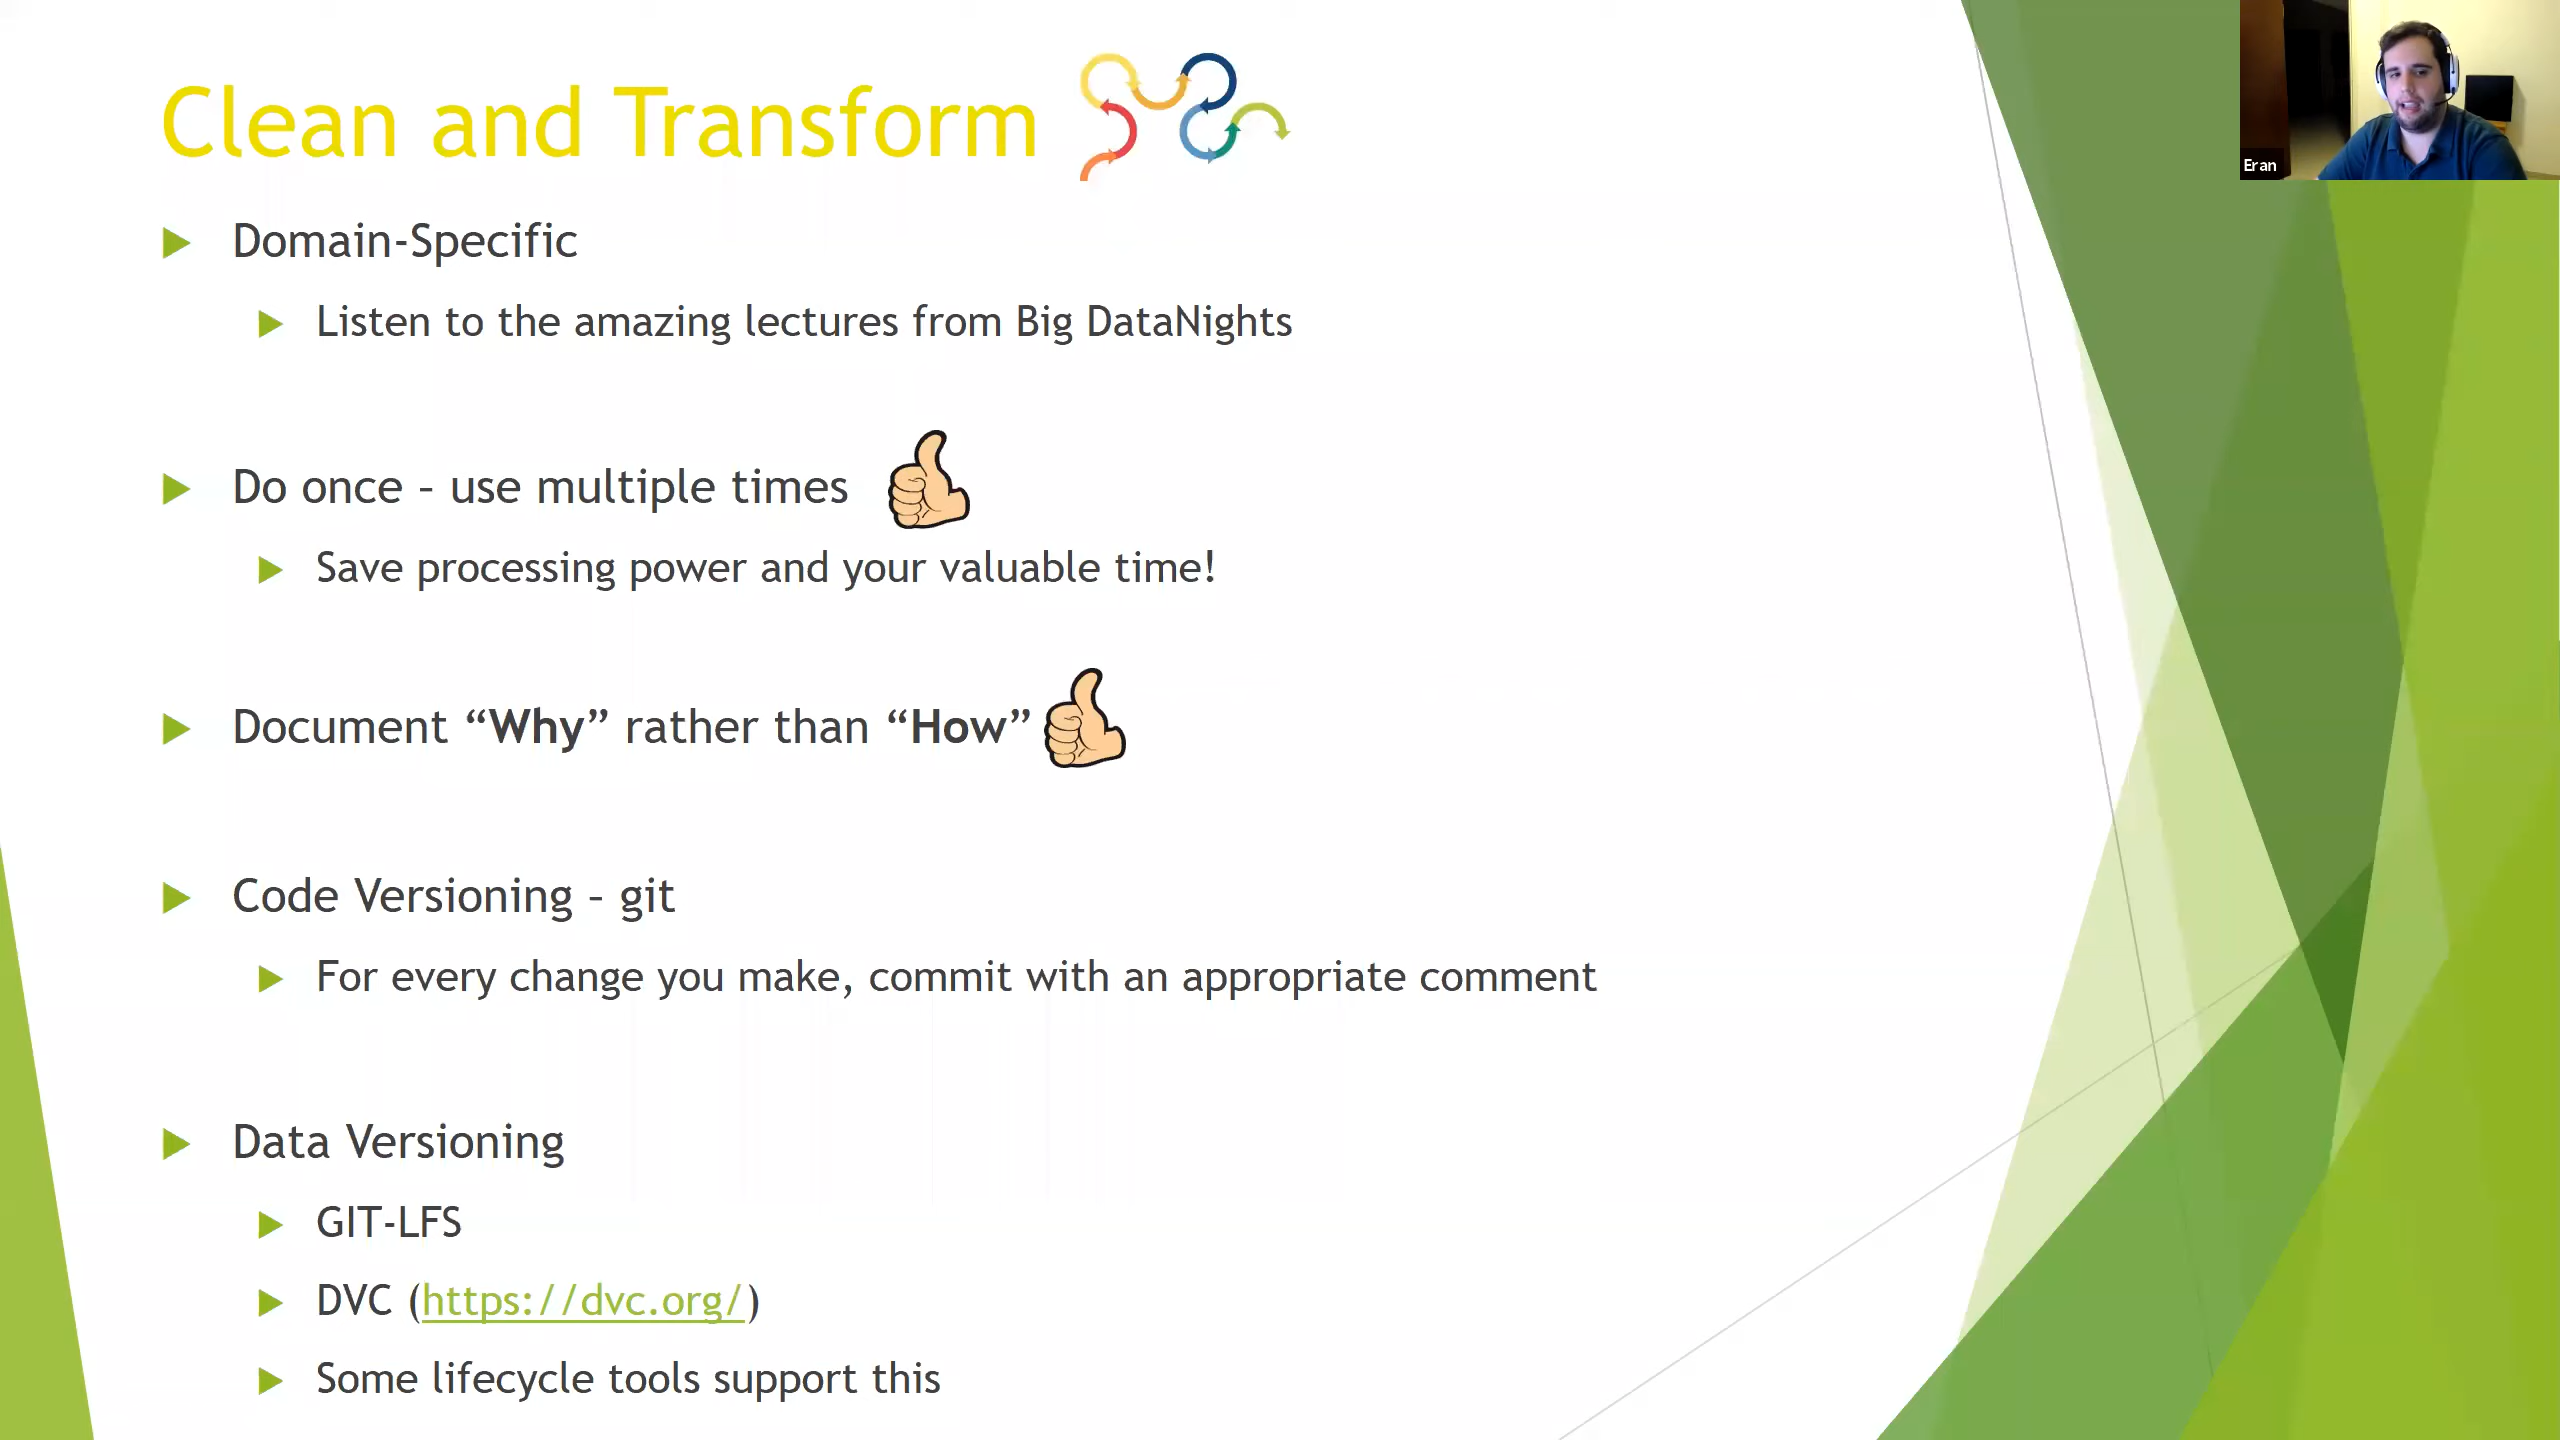 Clean and Transform
Eran
Domain-Specific
Listen to the amazing lectures from Big DataNights
Do once – use multiple times
Save processing power and your valuable time!
Document “Why” rather than “How”
Code Versioning – git
For every change you make, commit with an appropriate comment
Data Versioning
GIT-LFS
DVC (https://dvc.org/)
Some lifecycle tools support this